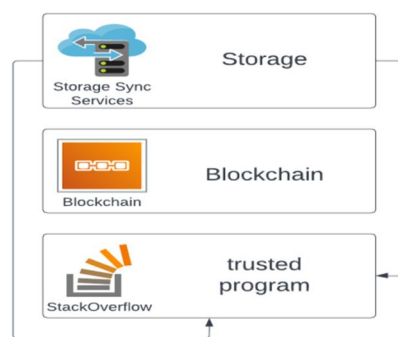 Storage
Storage Sync
Services
Blockchain
Blockchain
trusted
program
StackOverflow